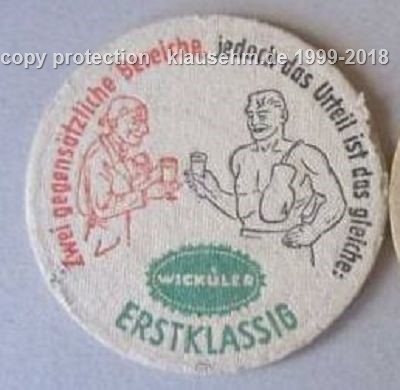 copy protection klausehm.de 1999-2018
Zwei gegensätzliche Bereiche, jedoch das Urteil ist das gleiche:
WICKÜLER
ERSTKLASSIG